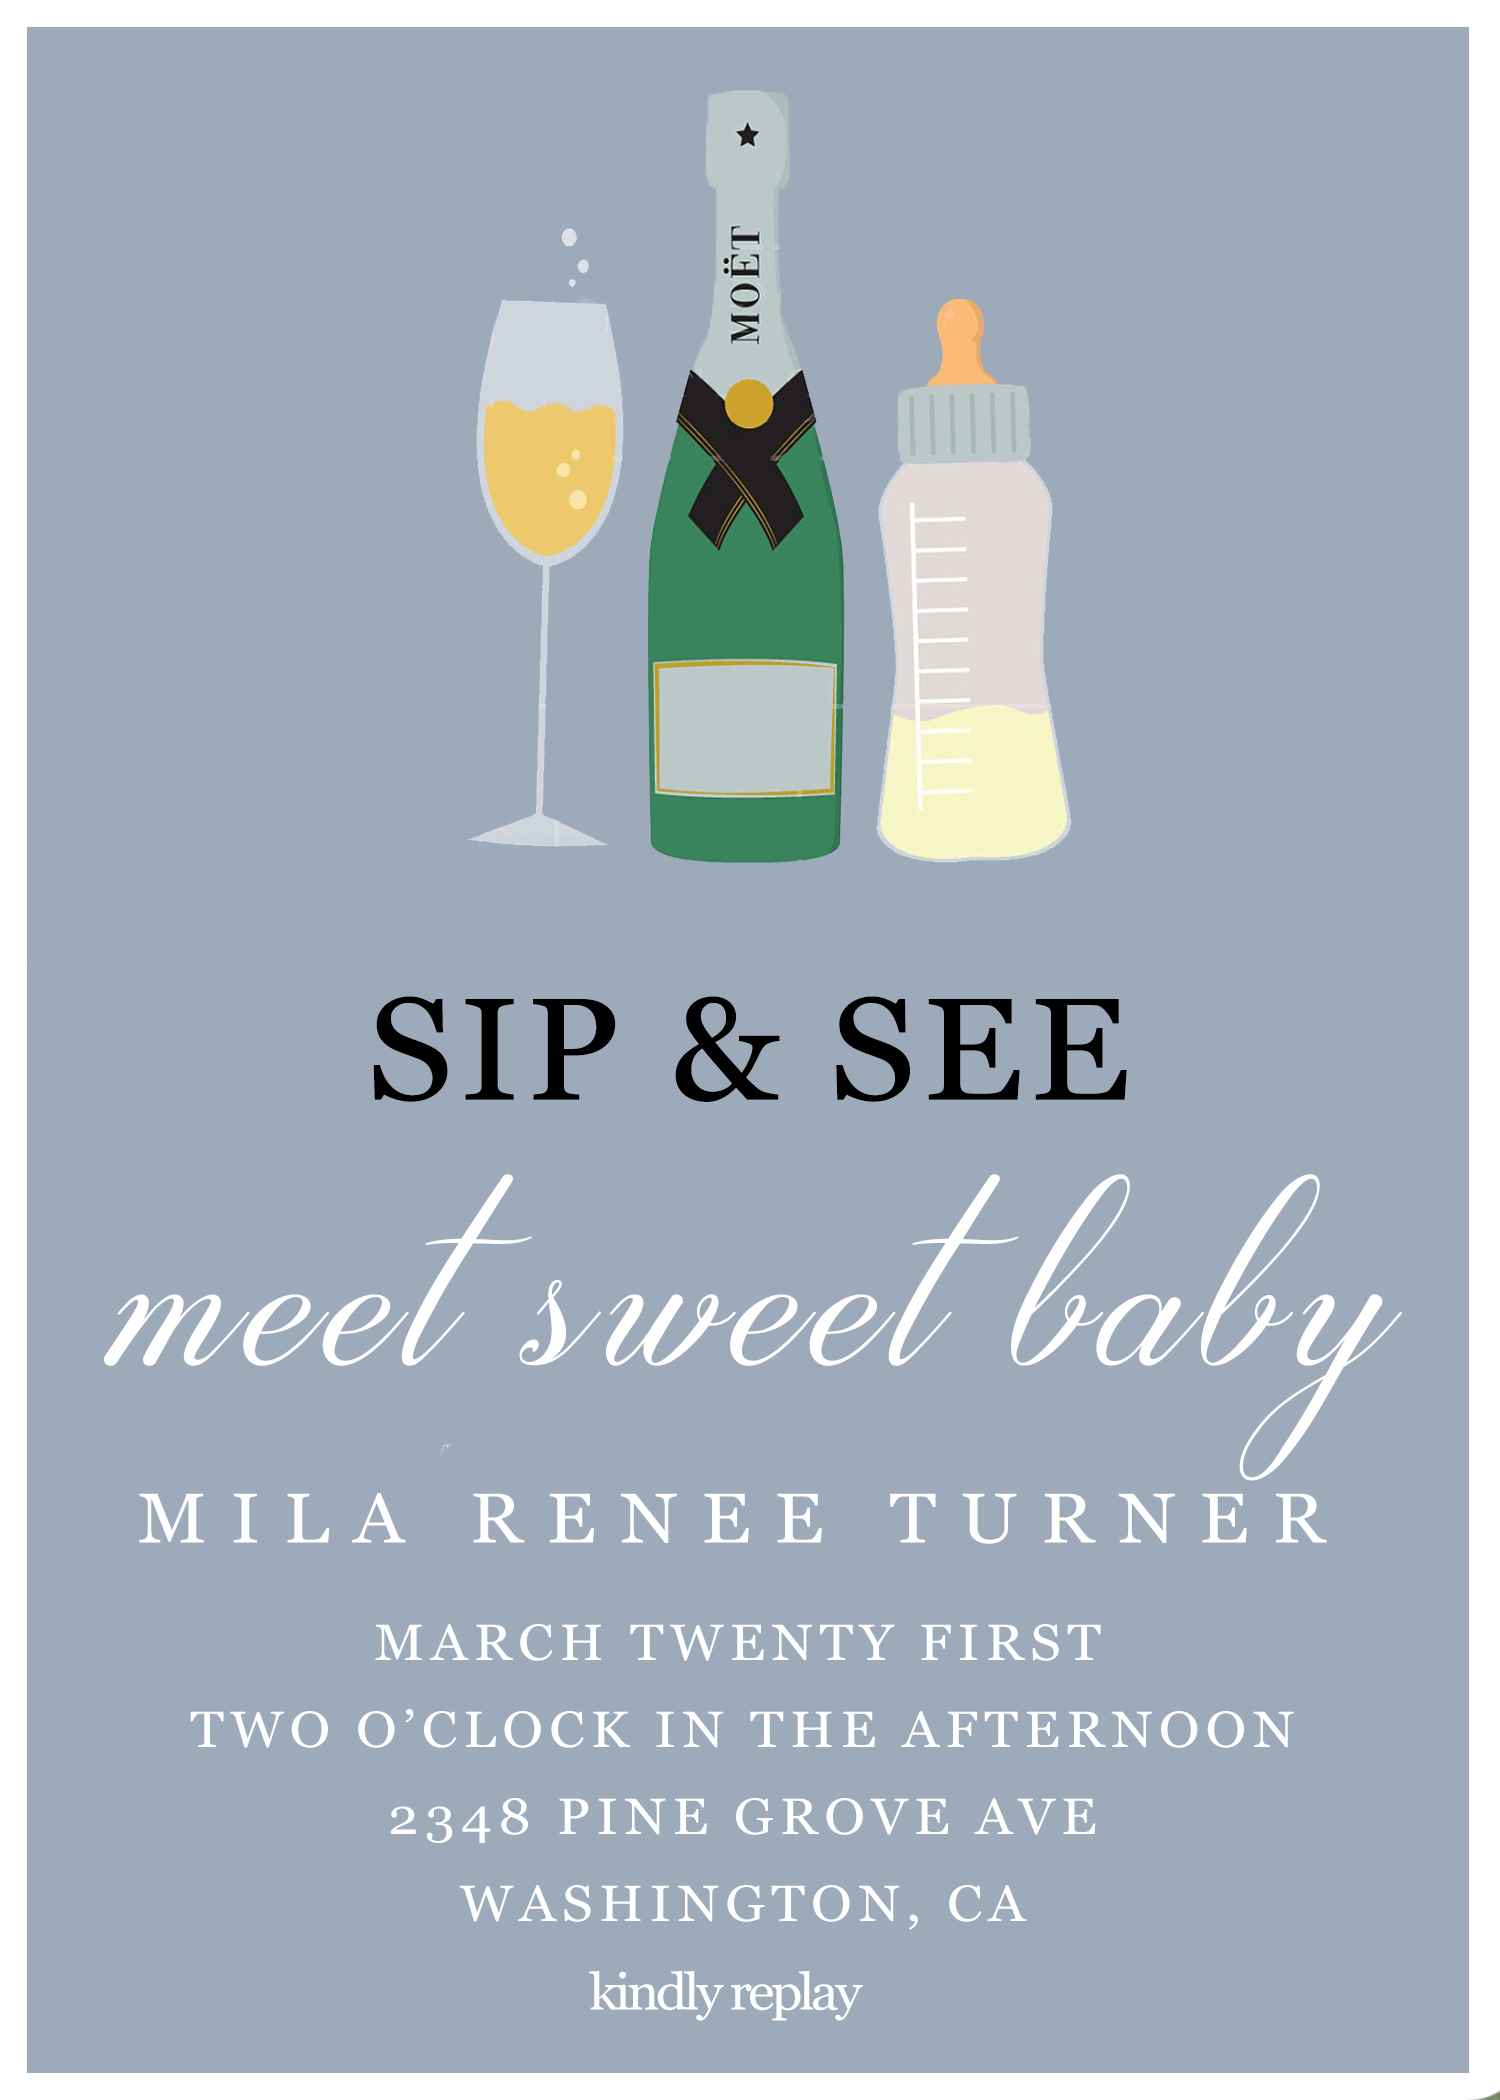 MOËT
SIP & SEE
meet sweet baby
MILA RENEE TURNER
MARCH TWENTY FIRST
TWO O’CLOCK IN THE AFTERNOON
2348 PINE GROVE AVE
WASHINGTON, CA
kindly replay